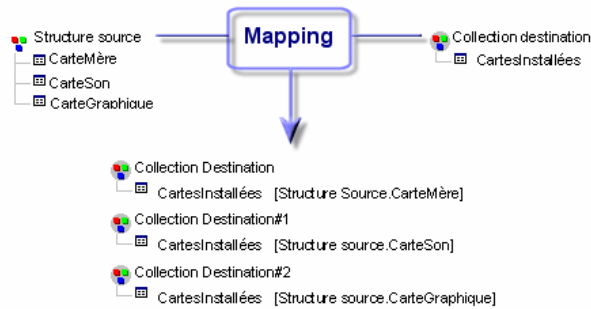 Structure source
CarteMère
CarteSon
CarteGraphique
Mapping
Collection destination
CartesInstallées
Collection Destination
CartesInstallées [Structure Source.CarteMère]
Collection Destination#1
CartesInstallées [Structure source.CarteSon]
Collection Destination#2
CartesInstallées [Structure source.CarteGraphique]